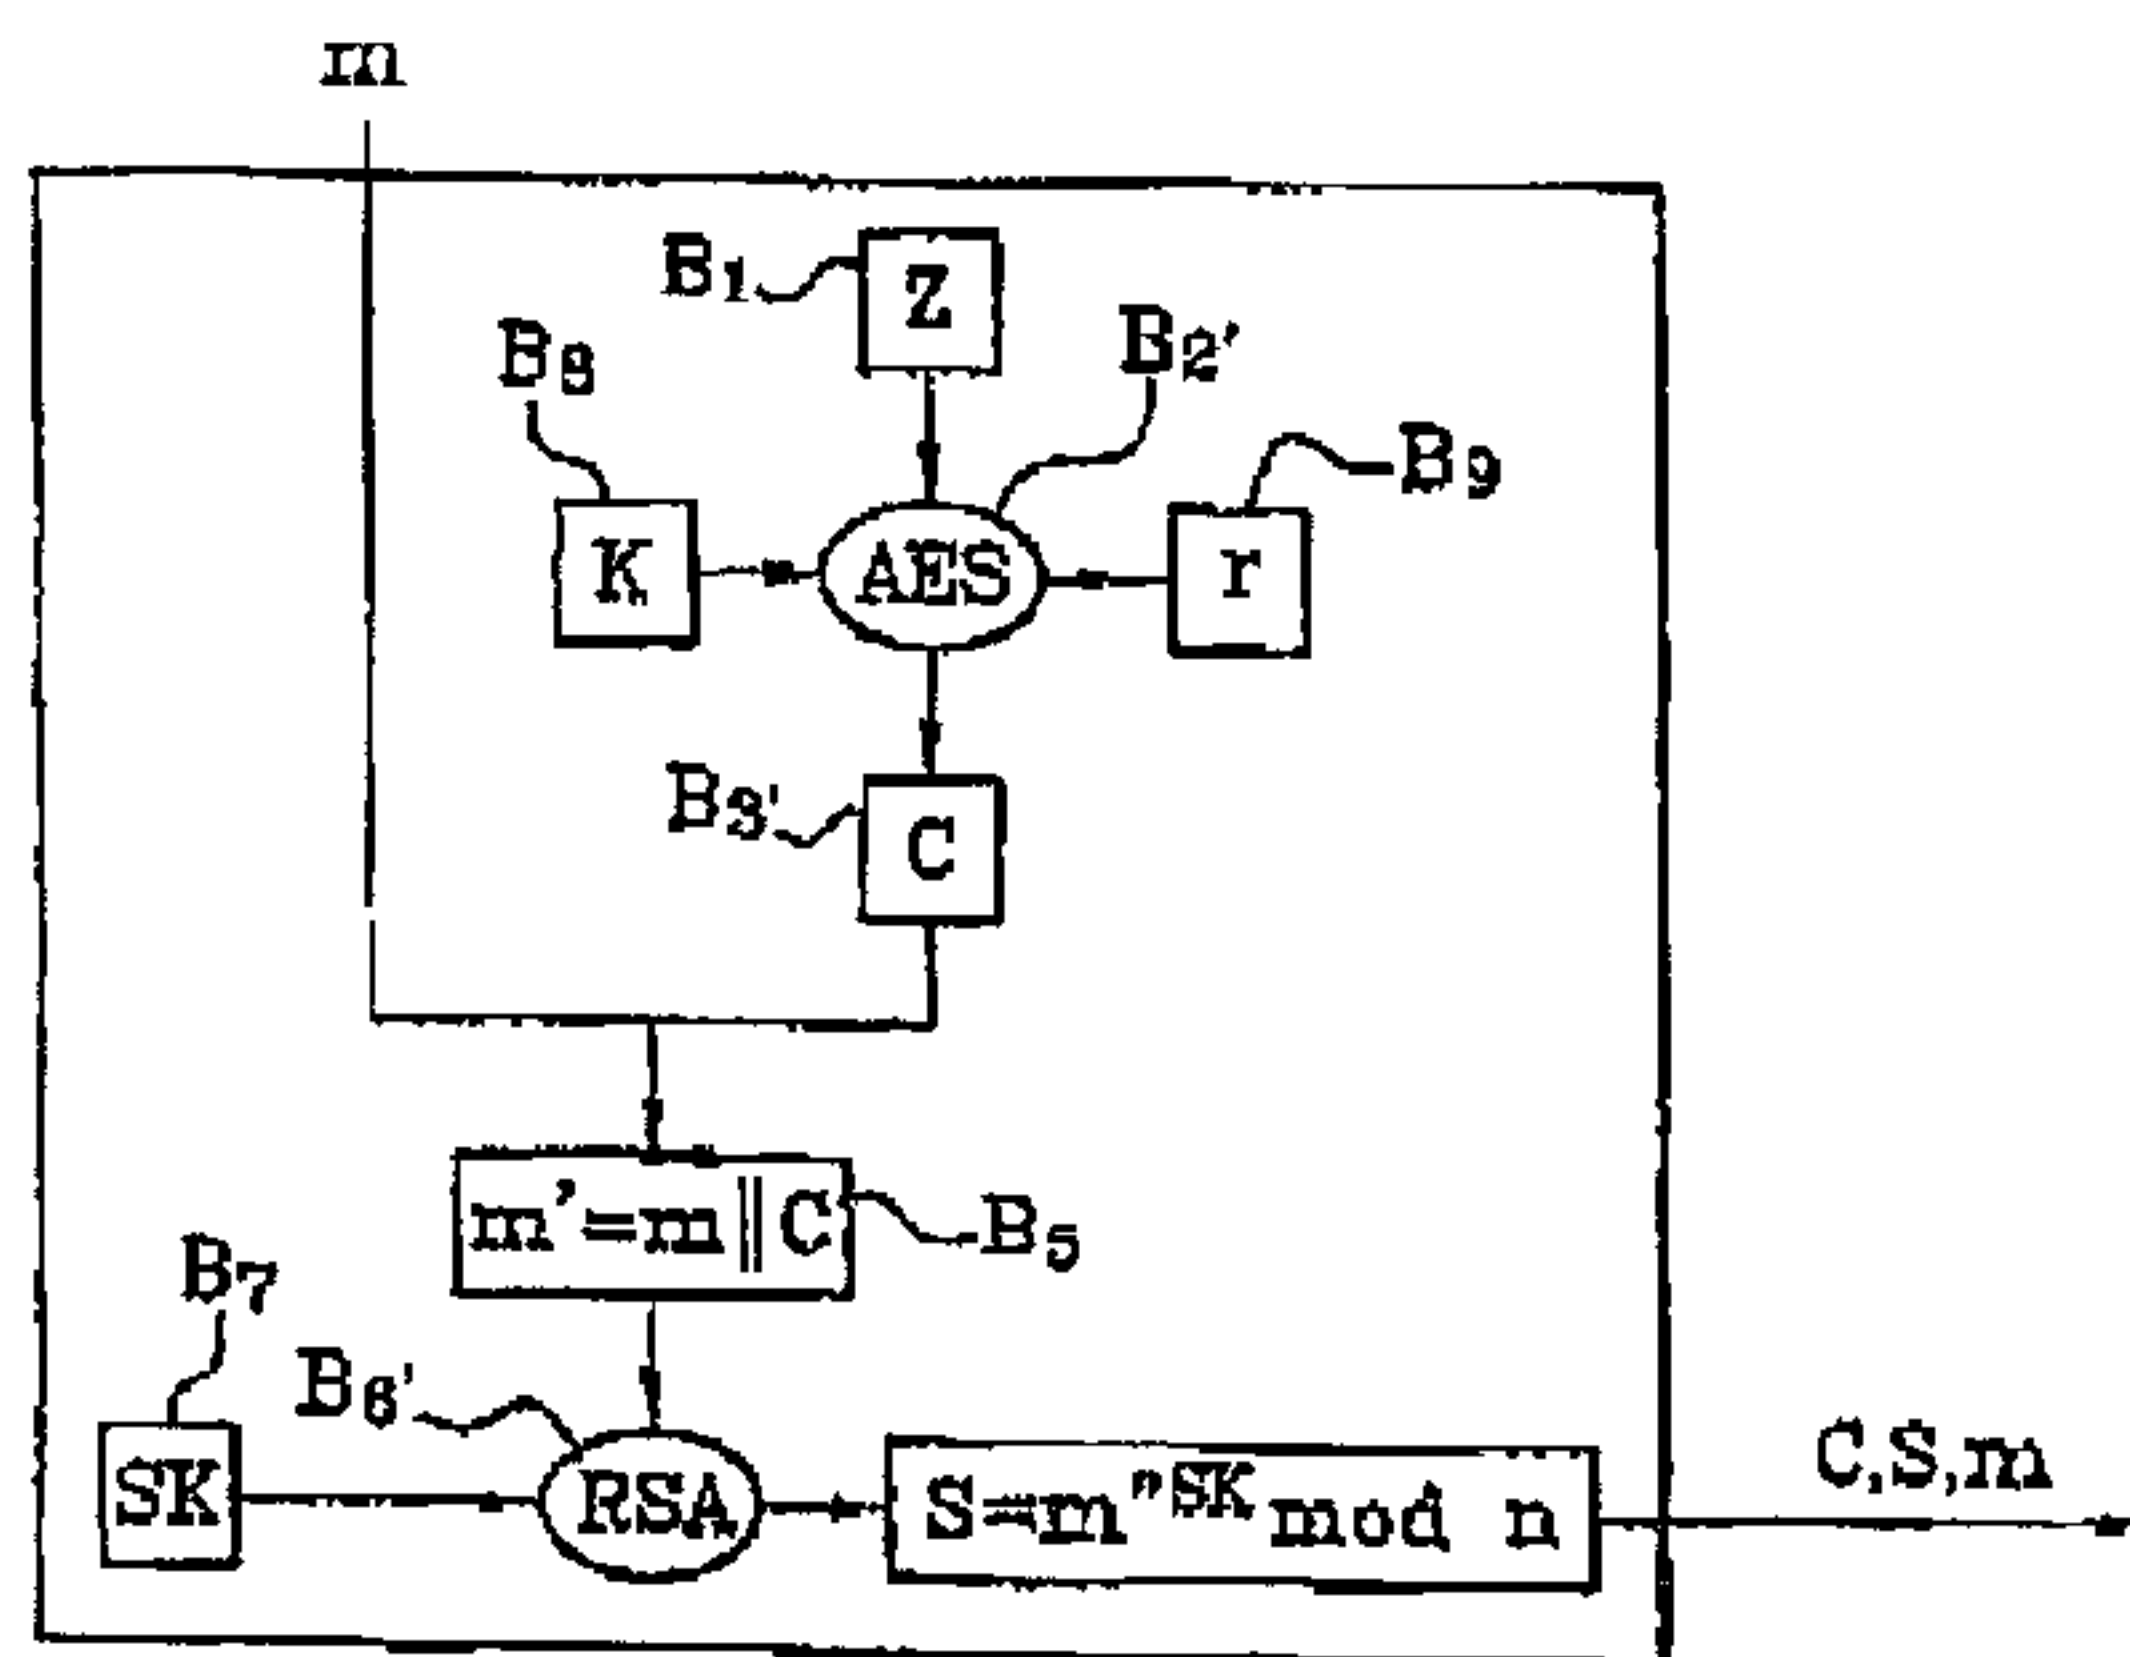 m
B1
Z
B2'
B8
B9
K
AES
r
B3'
C
m'=m||C
B5
B7
B6'
SK
RSA
S=m"SK mod n
C,S,m